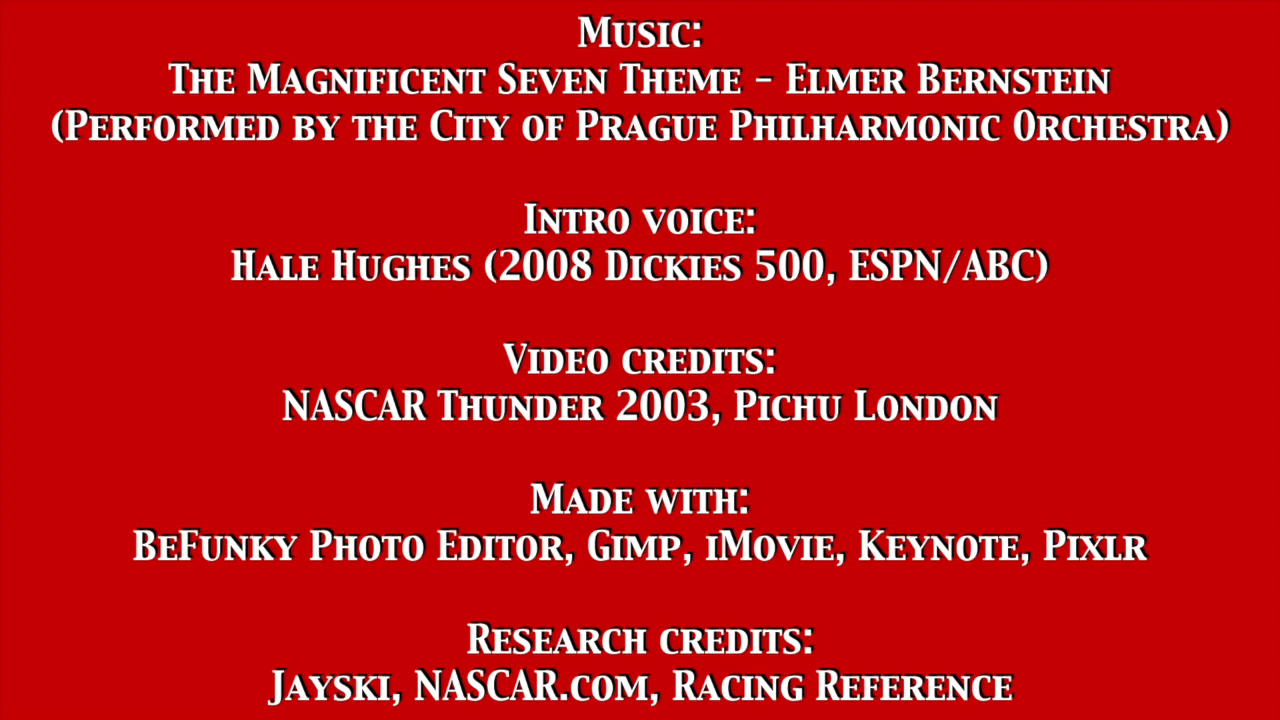 Music:
The Magnificent Seven Theme - Elmer Bernstein
(Performed by the City of Prague Philharmonic Orchestra)
Intro voice:
Hale Hughes (2008 Dickies 500, ESPN/ABC)
Video credits:
NASCAR Thunder 2003, Pichu London
Made with:
BeFunky Photo Editor, Gimp, iMovie, Keynote, Pixlr
Research credits:
Jayski, NASCAR.com, Racing Reference